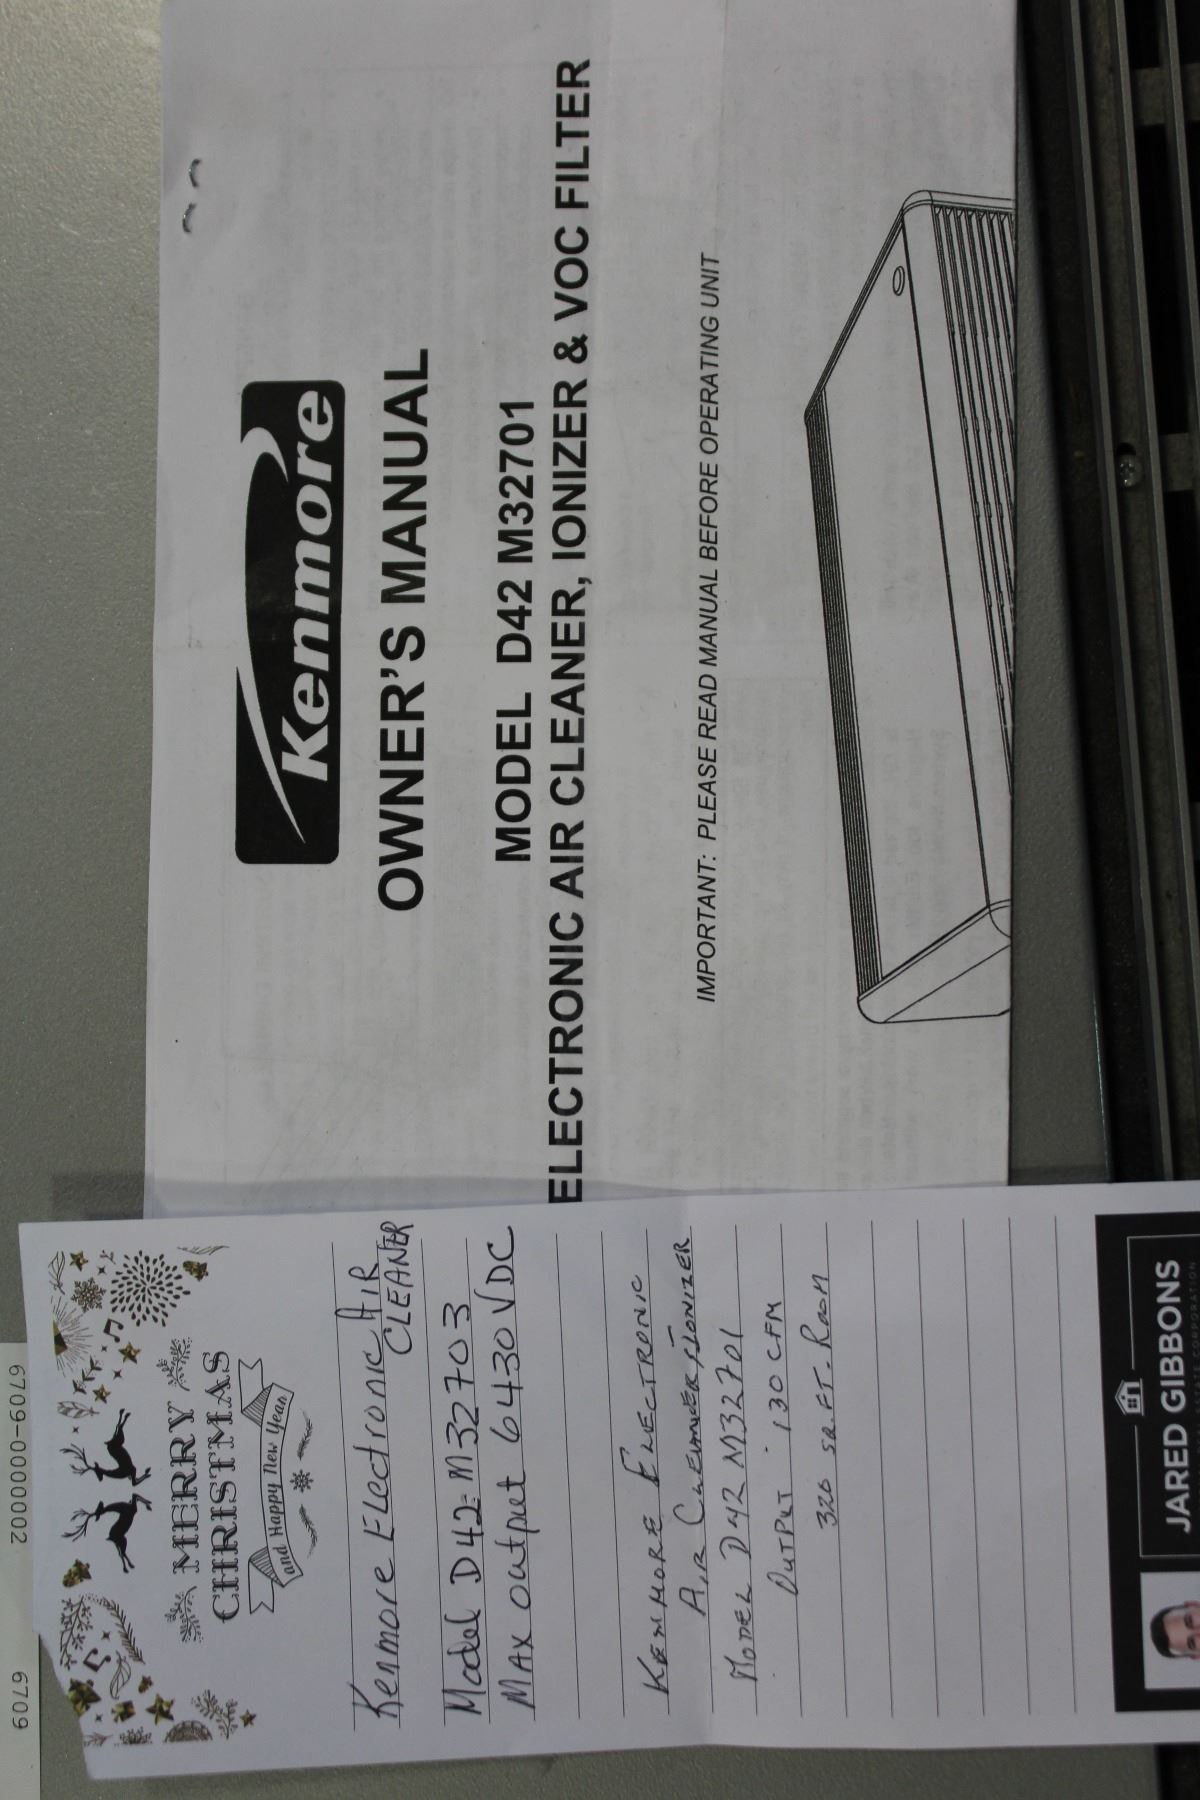 Kenmore
OWNER'S MANUAL
MODEL D42 M32701
ELECTRONIC AIR CLEANER, IONIZER & VOC FILTER
IMPORTANT: PLEASE READ MANUAL BEFORE OPERATING UNIT
6709-0000002 6709
MERRY
CHRISTMAS
and Happy New Year
Kenmore Electronic AIR
CLEANER
Model D42-M32703
MAX output 6430 VDC
KENMORE ELECTRONIC
AIR CLEANER/IONIZER
MODEL D42 M32701
OUTPUT 130 CFM
326 SQ.FT. ROOM
JARED GIBBONS